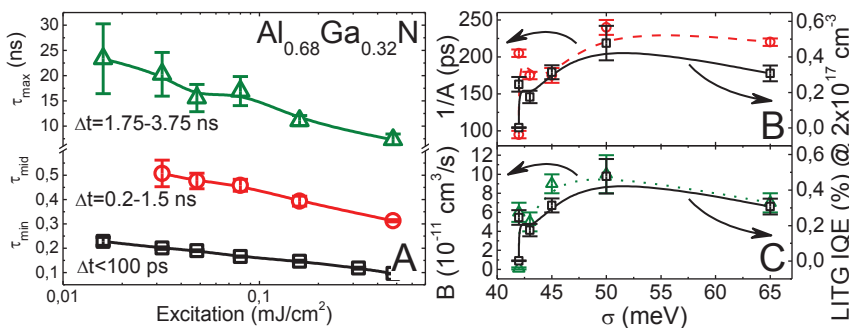 Al0.68Ga0.32N
τmax (ns)
30
25
20
15
10
5
Δt=1.75-3.75 ns
τmid
0,5
0,4
0,3
Δt=0.2-1.5 ns
τmin
0,2
0,1
Δt<100 ps
A
0,01
0,1
Excitation (mJ/cm²)
1/A (ps)
250
200
150
100
B
0,6
0,4
0,2
0,0
B (10-11 cm3/s)
12
10
8
6
4
2
0
C
0,6
0,4
0,2
0,0
LITG IQE (%) @ 2x1017 cm-3
40
45
50
55
60
65
σ (meV)